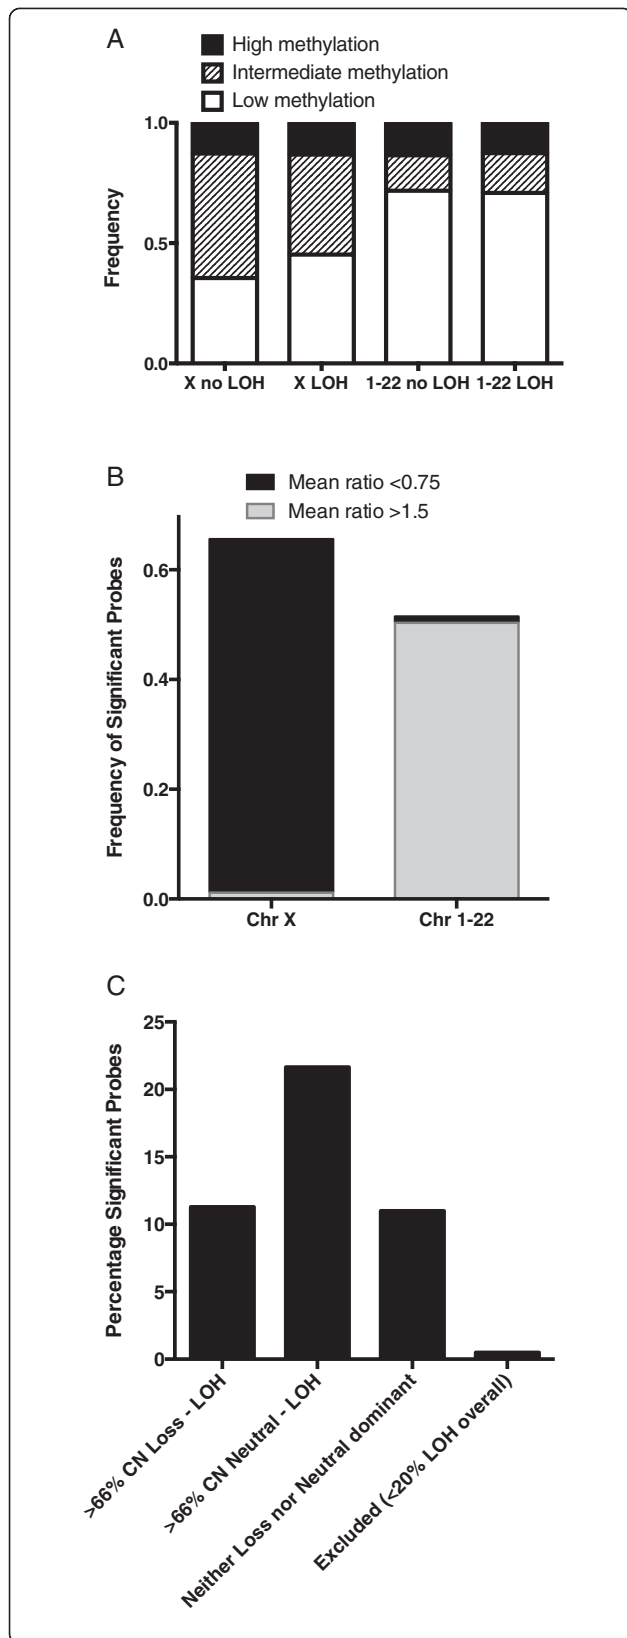 A
High methylation
Intermediate methylation
Low methylation
Frequency
1.0
0.5
0.0
X no LOH X LOH 1-22 no LOH 1-22 LOH
B
Mean ratio <0.75
Mean ratio >1.5
Frequency of Significant Probes
0.6
0.4
0.2
0.0
Chr X Chr 1-22
C
Percentage Significant Probes
25
20
15
10
5
0
>66% CN Loss - LOH
>66% CN Neutral - LOH
Neither Loss nor Neutral dominant
Excluded (<20% LOH overall)